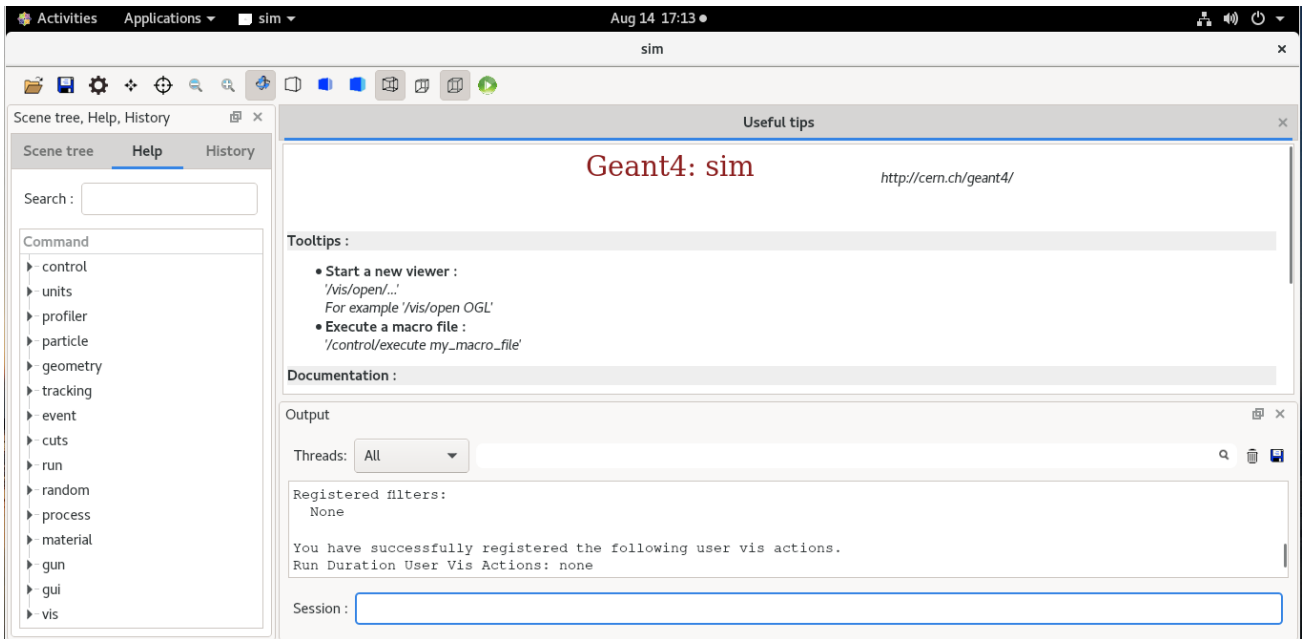 Activities Applications sim Aug 14 17:13
sim
Scene tree, Help, History
Useful tips
Scene tree Help History
Search :
Command
control
units
profiler
particle
geometry
tracking
event
cuts
run
random
process
material
gun
gui
vis
Geant4: sim
http://cern.ch/geant4/
Tooltips :
• Start a new viewer :
'/vis/open/...'
For example '/vis/open OGL'
• Execute a macro file :
'/control/execute my_macro_file'
Documentation :
Output
Threads: All
Registered filters:
None
You have successfully registered the following user vis actions.
Run Duration User Vis Actions: none
Session :